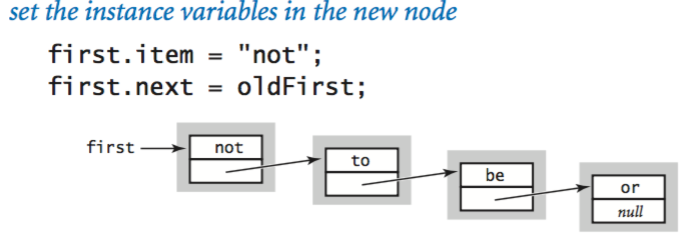 set the instance variables in the new node
first.item = "not";
first.next = oldFirst;
first
not
to
be
or
null